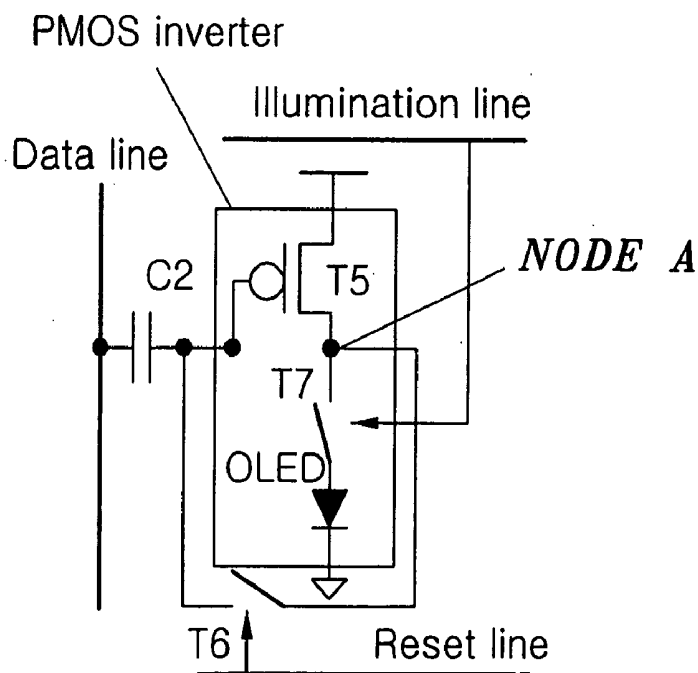 PMOS inverter
Illumination line
Data line
NODE A
C2
T5
T7
OLED
T6
Reset line